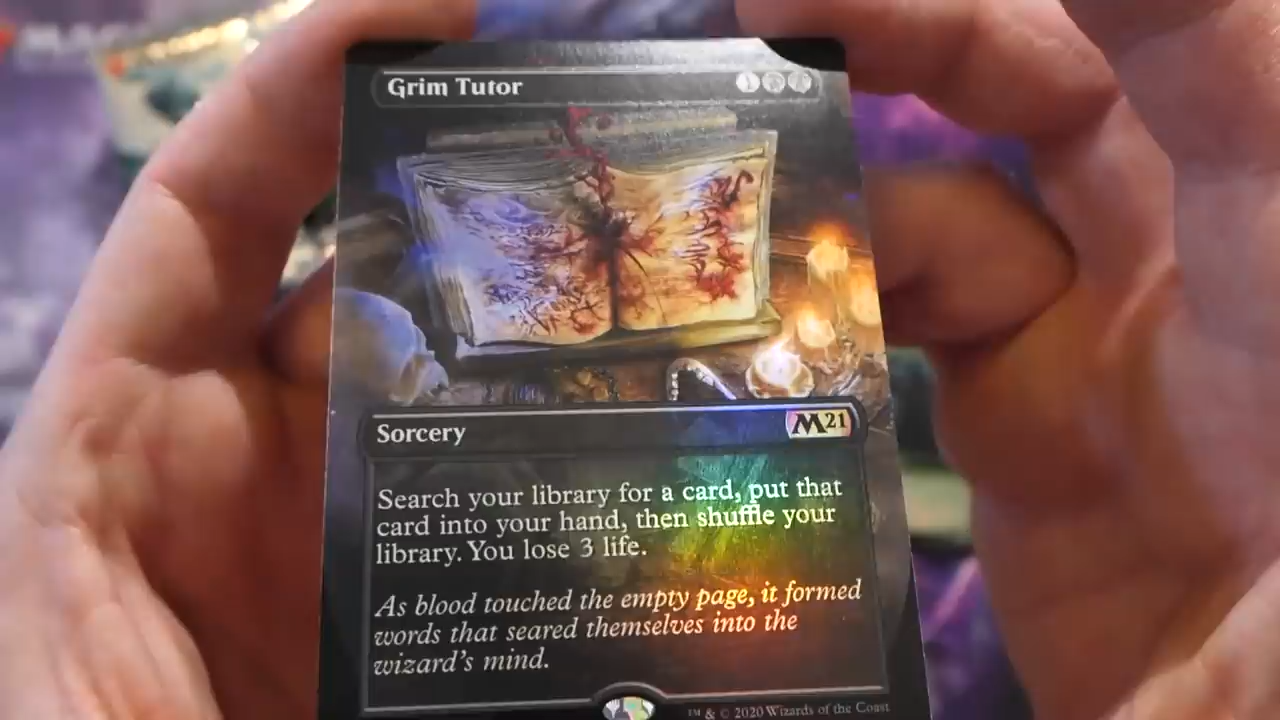 Grim Tutor
1
Sorcery
M21
Search your library for a card, put that
card into your hand, then shuffle your
library. You lose 3 life.
As blood touched the empty page, it formed
words that seared themselves into the
wizard's mind.
™ & © 2020 Wizards of the Coast